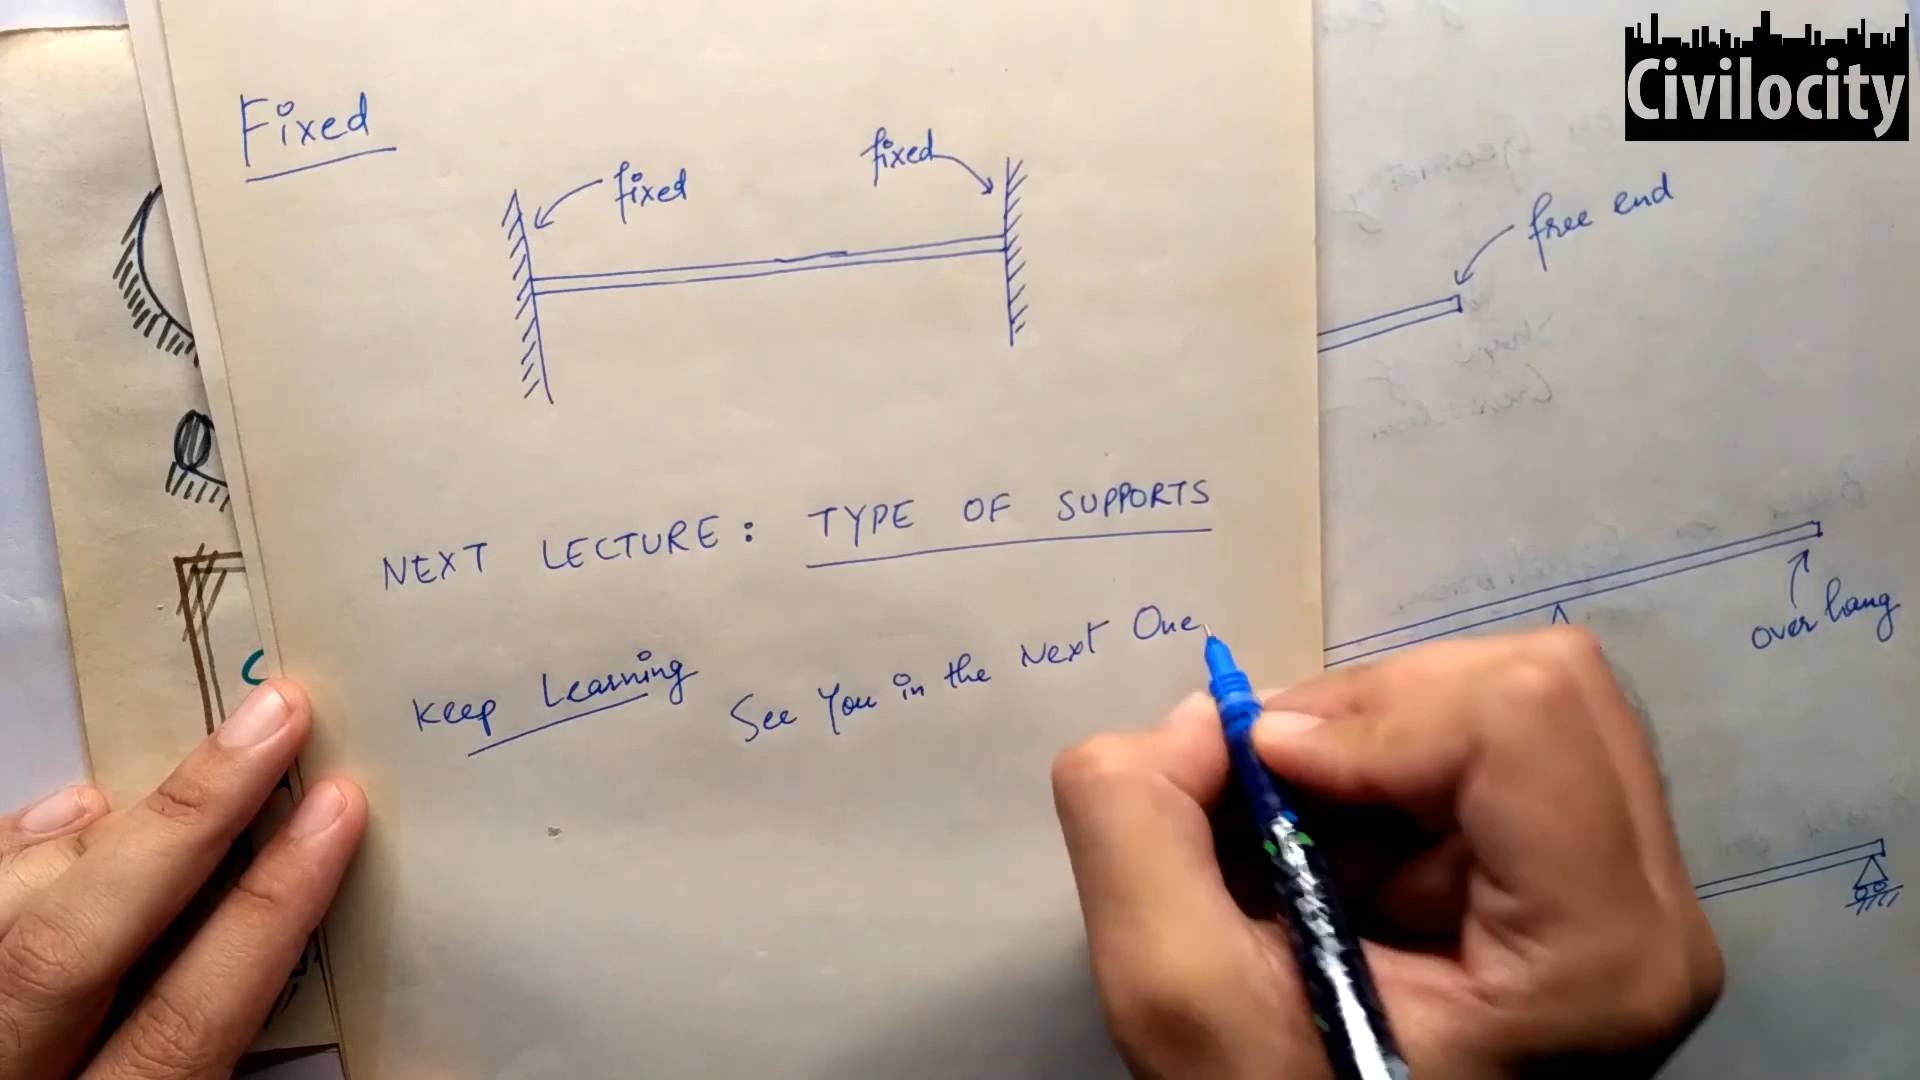 Civilocity
Fixed
fixed
fixed
free end
NEXT LECTURE: TYPE OF SUPPORTS
over hang
Keep Learning
See You in the Next One